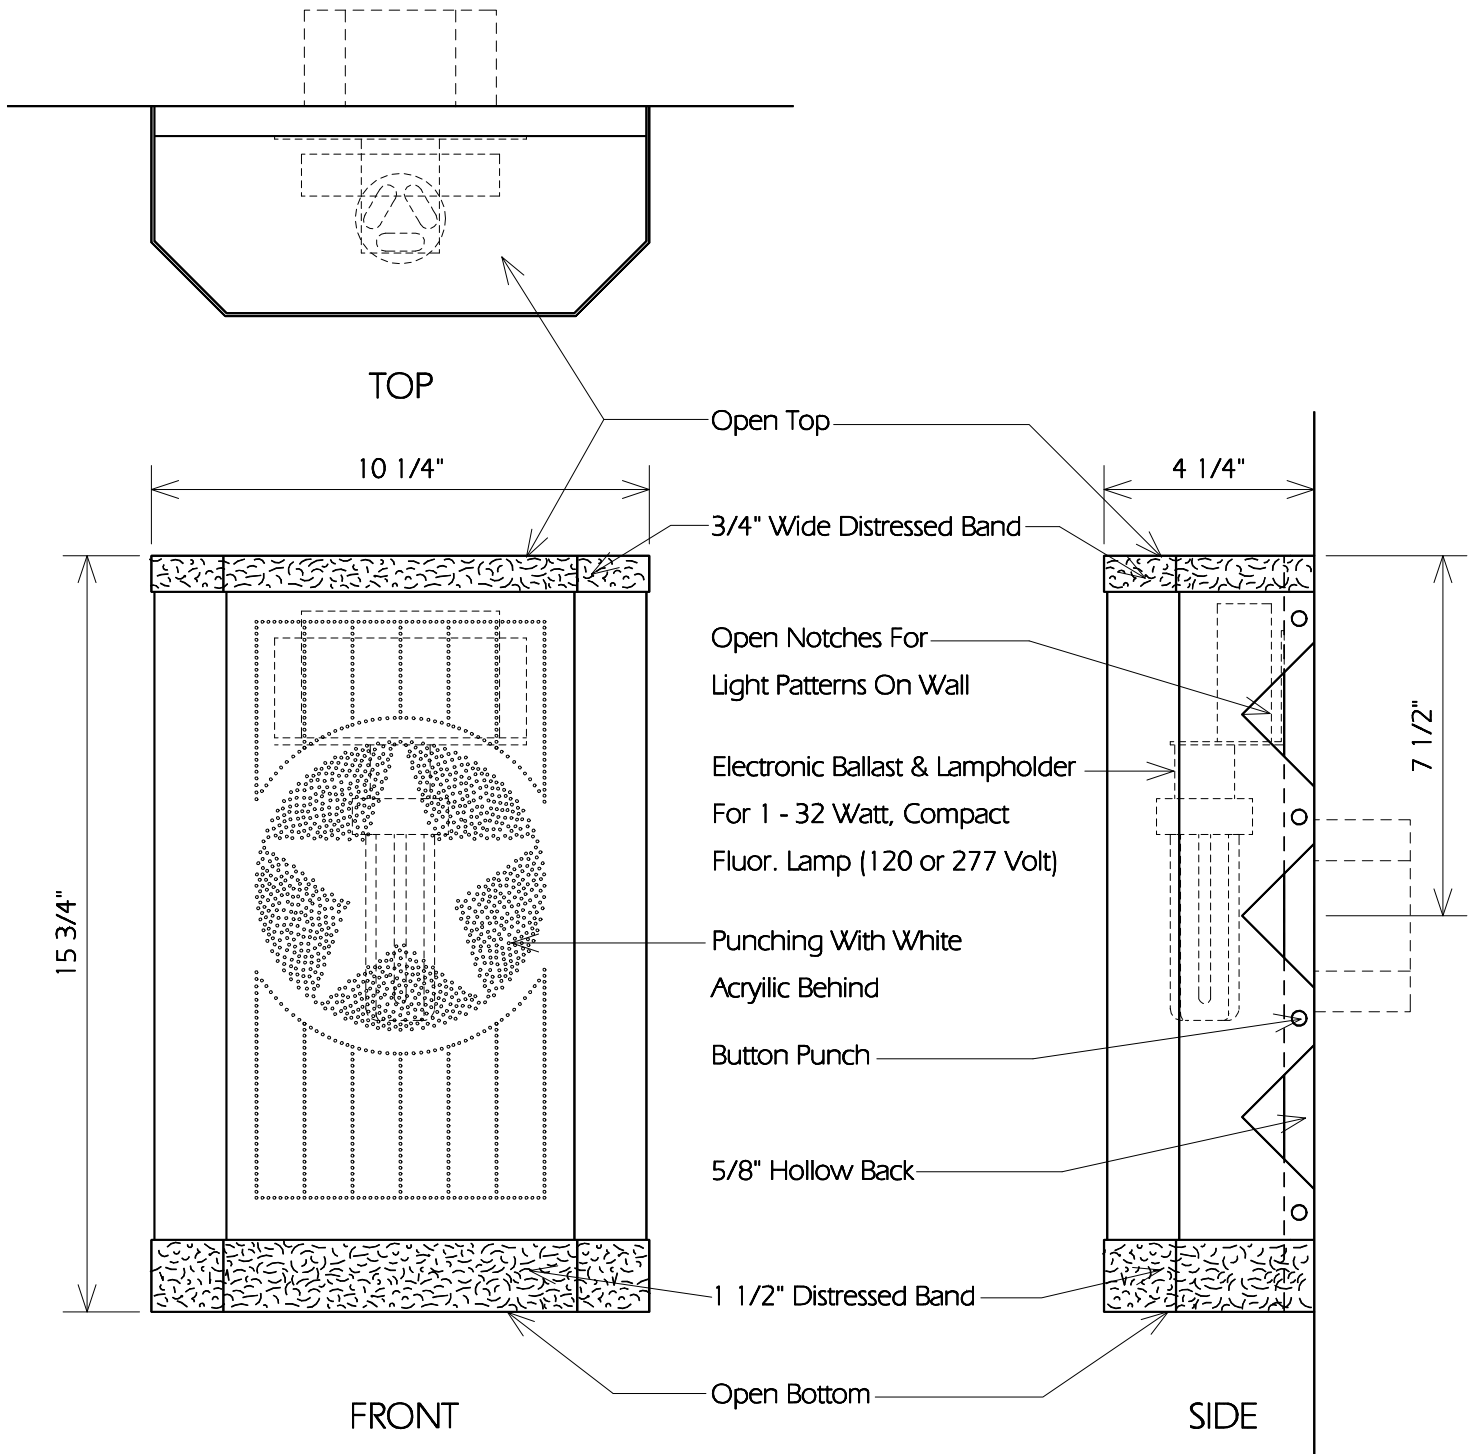 TOP
Open Top
10 1/4"
4 1/4"
3/4" Wide Distressed Band
Open Notches For
Light Patterns On Wall
7 1/2"
Electronic Ballast & Lampholder
For 1 - 32 Watt, Compact
Fluor. Lamp (120 or 277 Volt)
15 3/4"
Punching With White
Acryilic Behind
Button Punch
5/8" Hollow Back
1 1/2" Distressed Band
Open Bottom
FRONT
SIDE